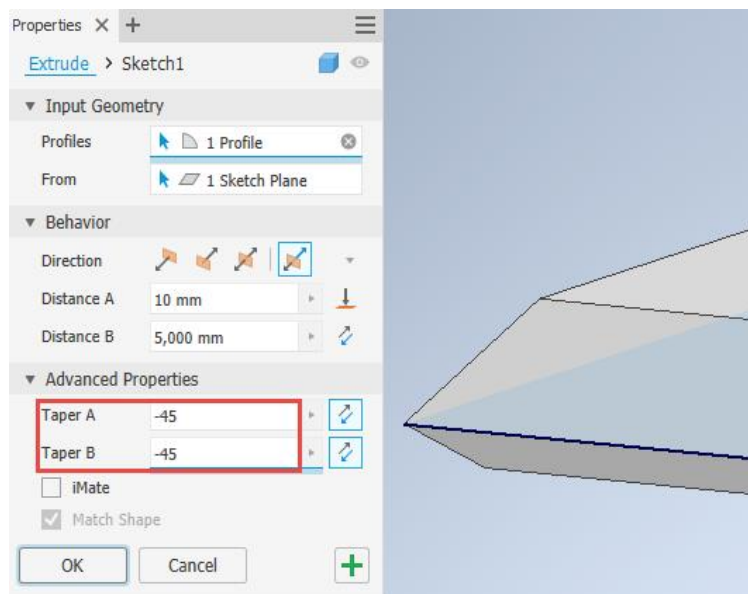 Properties
Extrude > Sketch1
Input Geometry
Profiles 1 Profile
From 1 Sketch Plane
Behavior
Direction
Distance A 10 mm
Distance B 5,000 mm
Advanced Properties
Taper A -45
Taper B -45
iMate
Match Shape
OK Cancel